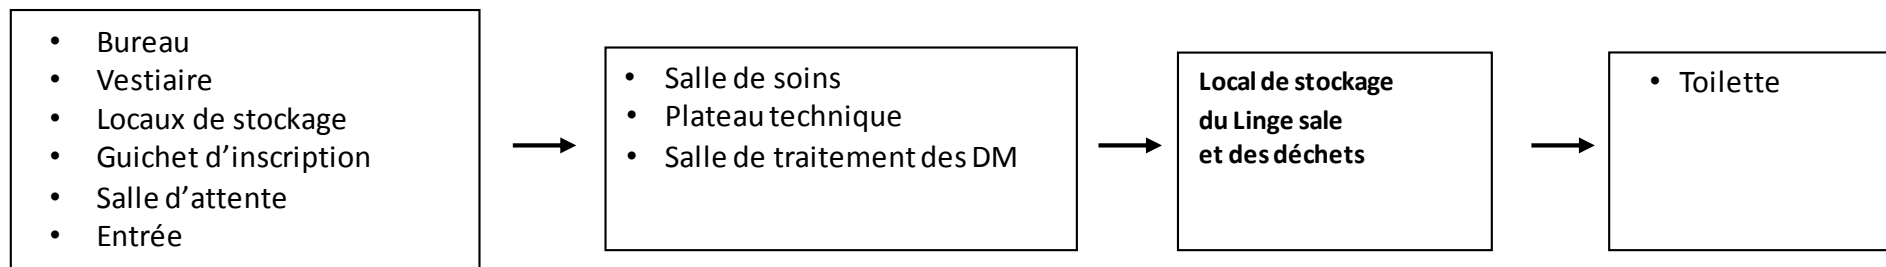 • Bureau
• Vestiaire
• Locaux de stockage
• Guichet d'inscription
• Salle d'attente
• Entrée
• Salle de soins
• Plateau technique
• Salle de traitement des DM
Local de stockage
du Linge sale
et des déchets
• Toilette